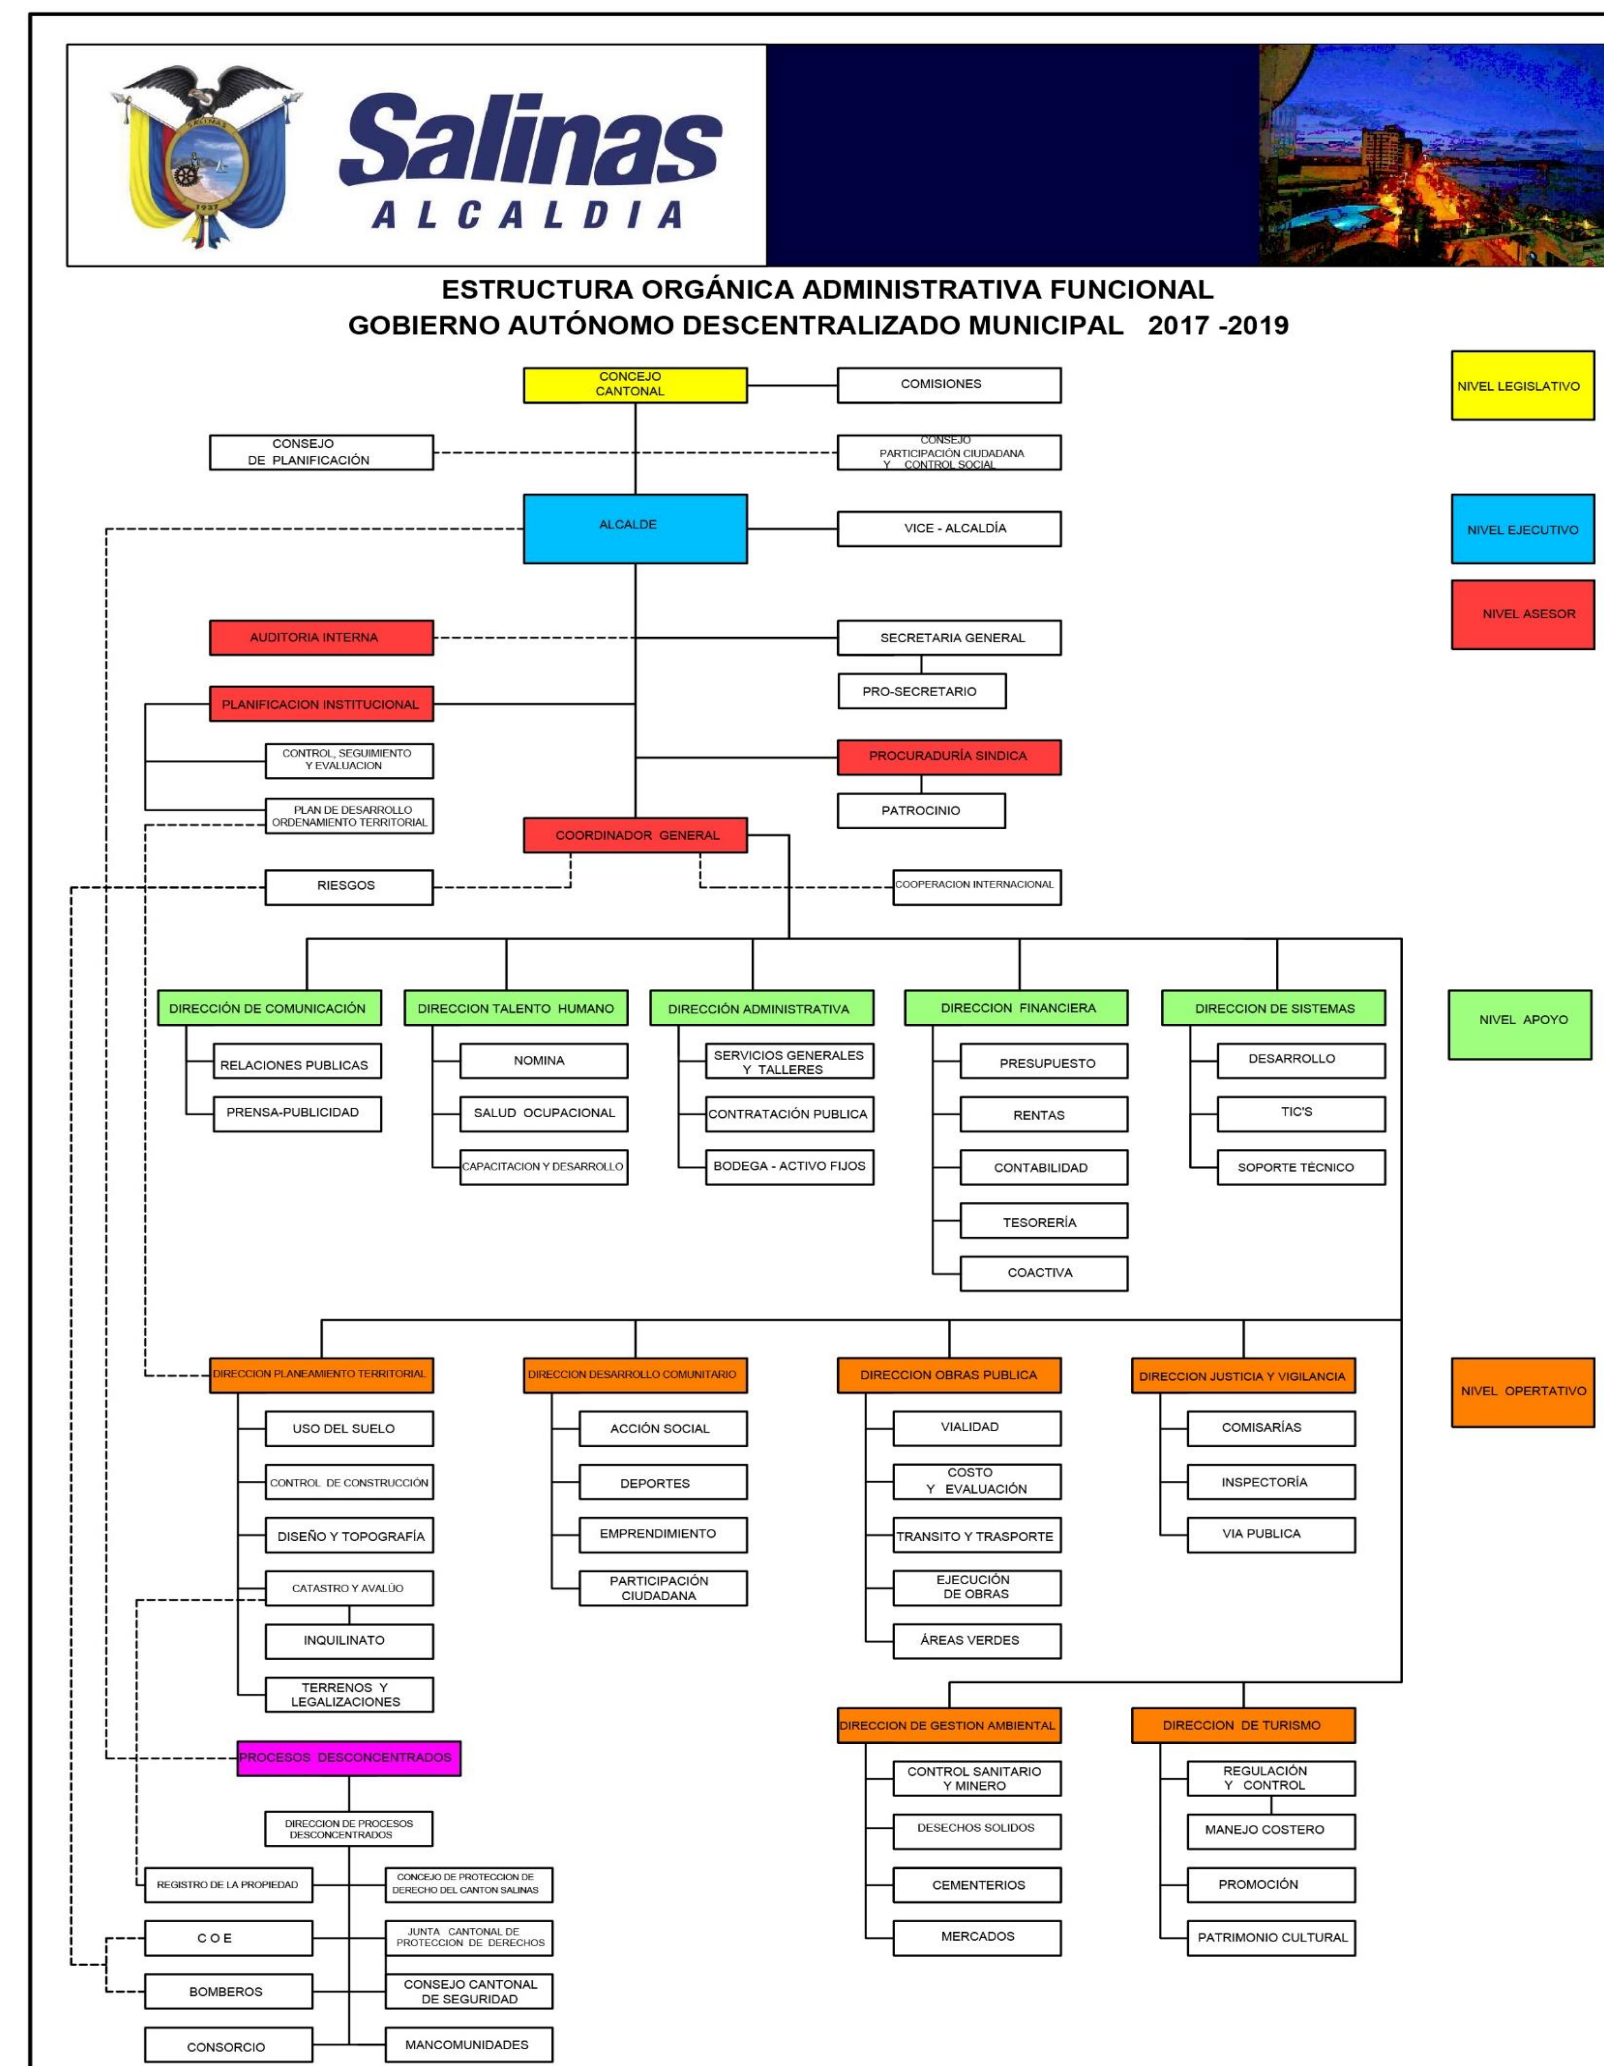 SALINAS
1937
Salinas
ALCALDIA
ESTRUCTURA ORGÁNICA ADMINISTRATIVA FUNCIONAL
GOBIERNO AUTÓNOMO DESCENTRALIZADO MUNICIPAL 2017 -2019
CONCEJO
CANTONAL
COMISIONES
NIVEL LEGISLATIVO
CONSEJO
DE PLANIFICACIÓN
CONSEJO
PARTICIPACIÓN CIUDADANA
Y CONTROL SOCIAL
ALCALDE
VICE - ALCALDÍA
NIVEL EJECUTIVO
NIVEL ASESOR
AUDITORIA INTERNA
SECRETARIA GENERAL
PRO-SECRETARIO
PLANIFICACION INSTITUCIONAL
CONTROL, SEGUIMIENTO
Y EVALUACION
PROCURADURÍA SINDICA
PLAN DE DESARROLLO
ORDENAMIENTO TERRITORIAL
PATROCINIO
COORDINADOR GENERAL
RIESGOS
COOPERACION INTERNACIONAL
DIRECCIÓN DE COMUNICACIÓN
RELACIONES PUBLICAS
PRENSA-PUBLICIDAD
DIRECCION TALENTO HUMANO
NOMINA
SALUD OCUPACIONAL
CAPACITACION Y DESARROLLO
DIRECCIÓN ADMINISTRATIVA
SERVICIOS GENERALES
Y TALLERES
CONTRATACIÓN PUBLICA
BODEGA - ACTIVO FIJOS
DIRECCION FINANCIERA
PRESUPUESTO
RENTAS
CONTABILIDAD
TESORERÍA
COACTIVA
DIRECCION DE SISTEMAS
DESARROLLO
TIC'S
SOPORTE TÉCNICO
NIVEL APOYO
DIRECCION PLANEAMIENTO TERRITORIAL
USO DEL SUELO
CONTROL DE CONSTRUCCIÓN
DISEÑO Y TOPOGRAFÍA
CATASTRO Y AVALÚO
INQUILINATO
TERRENOS Y
LEGALIZACIONES
DIRECCION DESARROLLO COMUNITARIO
ACCIÓN SOCIAL
DEPORTES
EMPRENDIMIENTO
PARTICIPACIÓN
CIUDADANA
DIRECCION OBRAS PUBLICA
VIALIDAD
COSTO
Y EVALUACIÓN
TRANSITO Y TRASPORTE
EJECUCIÓN
DE OBRAS
ÁREAS VERDES
DIRECCION JUSTICIA Y VIGILANCIA
COMISARÍAS
INSPECTORÍA
VIA PUBLICA
NIVEL OPERTATIVO
DIRECCION DE GESTION AMBIENTAL
CONTROL SANITARIO
Y MINERO
DESECHOS SOLIDOS
CEMENTERIOS
MERCADOS
DIRECCION DE TURISMO
REGULACIÓN
Y CONTROL
MANEJO COSTERO
PROMOCIÓN
PATRIMONIO CULTURAL
PROCESOS DESCONCENTRADOS
DIRECCION DE PROCESOS
DESCONCENTRADOS
REGISTRO DE LA PROPIEDAD
CONCEJO DE PROTECCION DE
DERECHO DEL CANTON SALINAS
C O E
JUNTA CANTONAL DE
PROTECCION DE DERECHOS
BOMBEROS
CONSEJO CANTONAL
DE SEGURIDAD
CONSORCIO
MANCOMUNIDADES